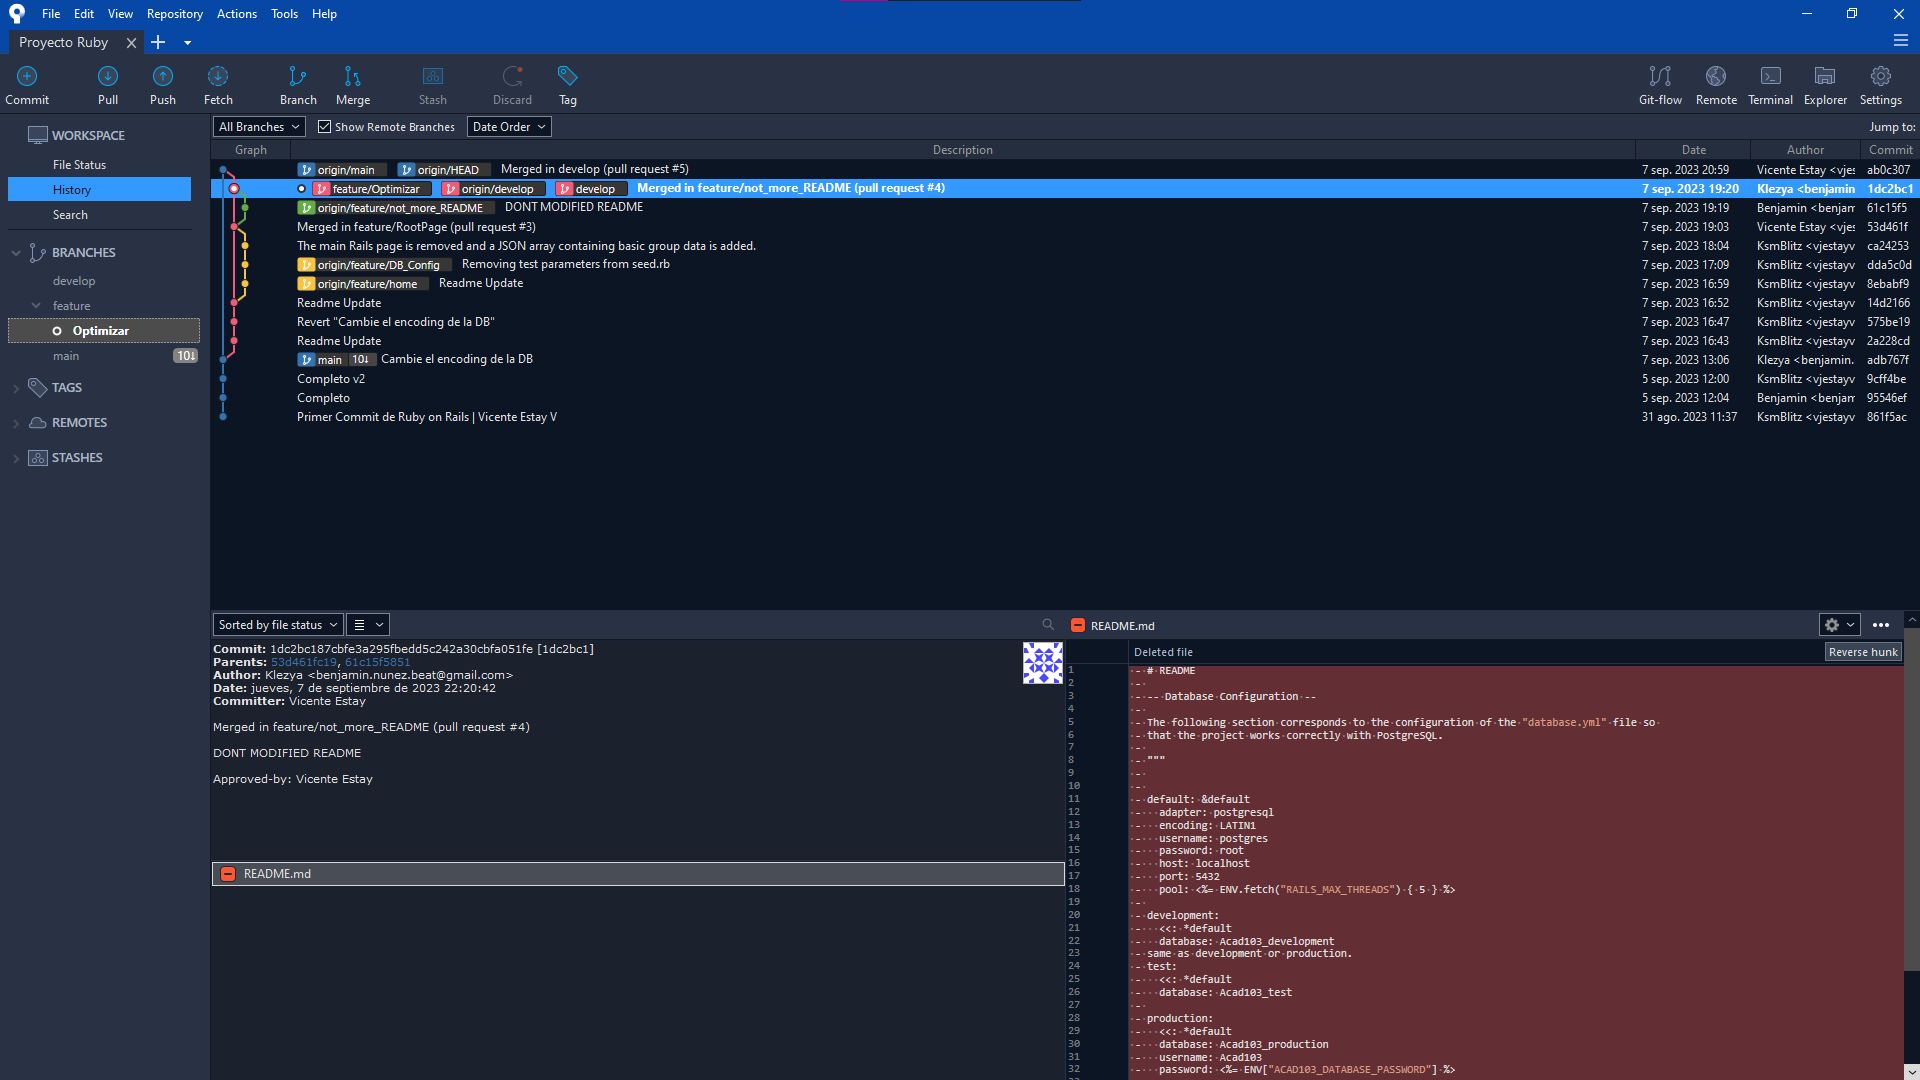 File Edit View Repository Actions Tools Help
Proyecto Ruby
Commit Pull Push Fetch Branch Merge Stash Discard Tag Git-flow Remote Terminal Explorer Settings
WORKSPACE
File Status
History
Search
BRANCHES
develop
feature
Optimizar
main 10↓
TAGS
REMOTES
STASHES
All Branches Show Remote Branches Date Order Jump to:
Graph Description Date Author Commit
origin/main origin/HEAD Merged in develop (pull request #5) 7 sep. 2023 20:59 Vicente Estay <vjes ab0c307
feature/Optimizar origin/develop develop Merged in feature/not_more_README (pull request #4) 7 sep. 2023 19:20 Klezya <benjamin 1dc2bc1
origin/feature/not_more_README DONT MODIFIED README 7 sep. 2023 19:19 Benjamin <benjam 61c15f5
Merged in feature/RootPage (pull request #3) 7 sep. 2023 19:03 Vicente Estay <vjes 53d461f
The main Rails page is removed and a JSON array containing basic group data is added. 7 sep. 2023 18:04 KsmBlitz <vjestayv ca24253
origin/feature/DB_Config Removing test parameters from seed.rb 7 sep. 2023 17:09 KsmBlitz <vjestayv dda5c0d
origin/feature/home Readme Update 7 sep. 2023 16:59 KsmBlitz <vjestayv 8ebabf9
Readme Update 7 sep. 2023 16:52 KsmBlitz <vjestayv 14d2166
Revert "Cambie el encoding de la DB" 7 sep. 2023 16:47 KsmBlitz <vjestayv 575be19
Readme Update 7 sep. 2023 16:43 KsmBlitz <vjestayv 2a228cd
main 10↓ Cambie el encoding de la DB 7 sep. 2023 13:06 Klezya <benjamin. adb767f
Completo v2 5 sep. 2023 12:00 KsmBlitz <vjestayv 9cff4be
Completo 5 sep. 2023 12:04 Benjamin <benjam 95546ef
Primer Commit de Ruby on Rails | Vicente Estay V 31 ago. 2023 11:37 KsmBlitz <vjestayv 861f5ac
Sorted by file status
Commit: 1dc2bc187cbfe3a295fbedd5c242a30cbfa051fe [1dc2bc1]
Parents: 53d461fc19, 61c15f5851
Author: Klezya <benjamin.nunez.beat@gmail.com>
Date: jueves, 7 de septiembre de 2023 22:20:42
Committer: Vicente Estay
Merged in feature/not_more_README (pull request #4)
DONT MODIFIED README
Approved-by: Vicente Estay
README.md
README.md
Deleted file Reverse hunk
1 - # README
2 -
3 - -- Database Configuration --
4 -
5 - The following section corresponds to the configuration of the "database.yml" file so
6 - that the project works correctly with PostgreSQL.
7 -
8 - """
9 -
10 -
11 - default: &default
12 - adapter: postgresql
13 - encoding: LATIN1
14 - username: postgres
15 - password: root
16 - host: localhost
17 - port: 5432
18 - pool: <%= ENV.fetch("RAILS_MAX_THREADS") { 5 } %>
19 -
20 - development:
21 - <<: *default
22 - database: Acad103_development
23 - same as development or production.
24 - test:
25 - <<: *default
26 - database: Acad103_test
27 -
28 - production:
29 - <<: *default
30 - database: Acad103_production
31 - username: Acad103
32 - password: <%= ENV["ACAD103_DATABASE_PASSWORD"] %>